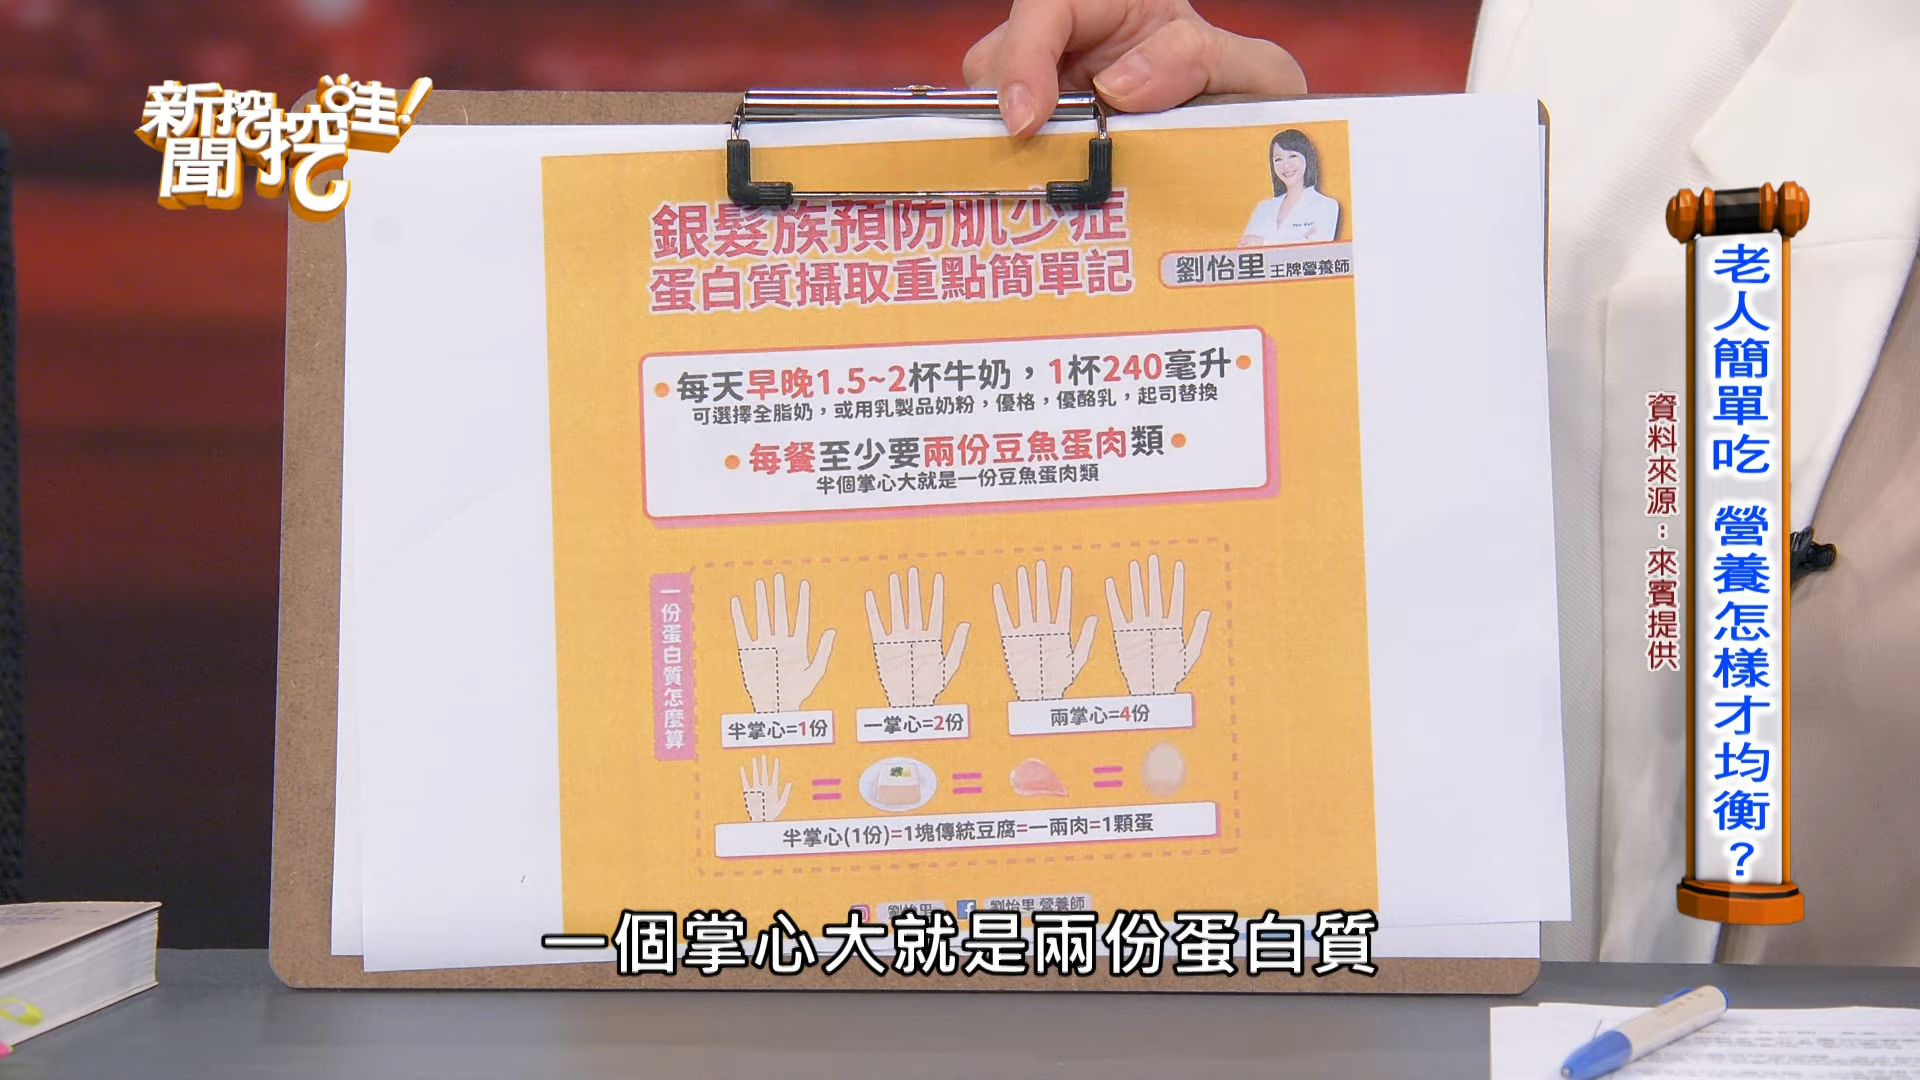 新聞挖挖哇！
銀髮族預防肌少症
蛋白質攝取重點簡單記
劉怡里 王牌營養師
每天早晚1.5~2杯牛奶，1杯240毫升
可選擇全脂奶，或用乳製品奶粉，優格，優酪乳，起司替換
每餐至少要兩份豆魚蛋肉類
半個掌心大就是一份豆魚蛋肉類
一份蛋白質怎麼算
半掌心=1份
一掌心=2份
兩掌心=4份
半掌心(1份)=1塊傳統豆腐=一兩肉=1顆蛋
劉怡里
劉怡里 營養師
老人簡單吃 營養怎樣才均衡？
資料來源：來賓提供
一個掌心大就是兩份蛋白質